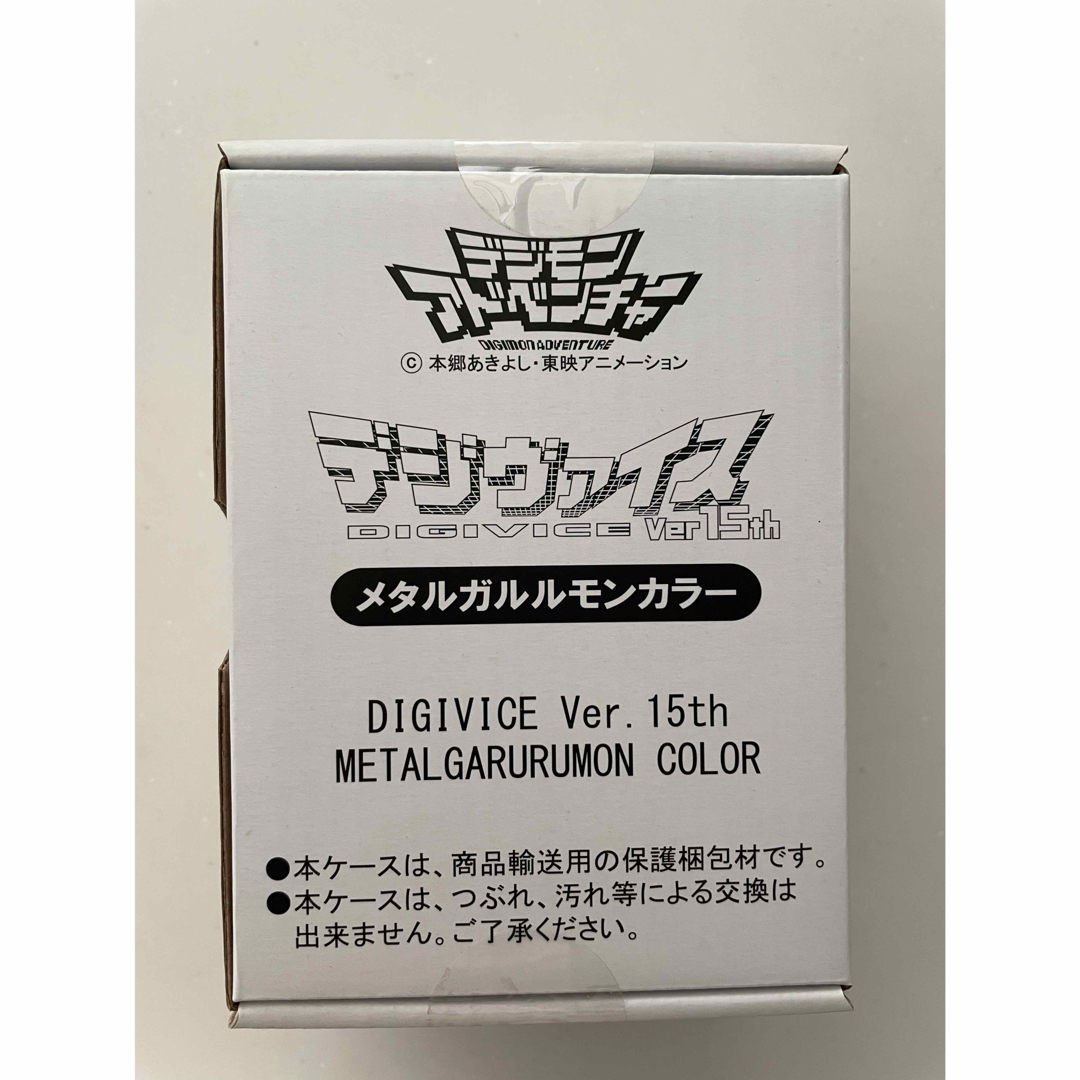 デジモン
アドベンチャー
DIGIMON ADVENTURE
© 本郷あきよし・東映アニメーション
デジヴァイス
DIGIVICE Ver.15th
メタルガルルモンカラー
DIGIVICE Ver. 15th
METALGARURUMON COLOR
●本ケースは、商品輸送用の保護梱包材です。
●本ケースは、つぶれ、汚れ等による交換は
出来ません。ご了承ください。